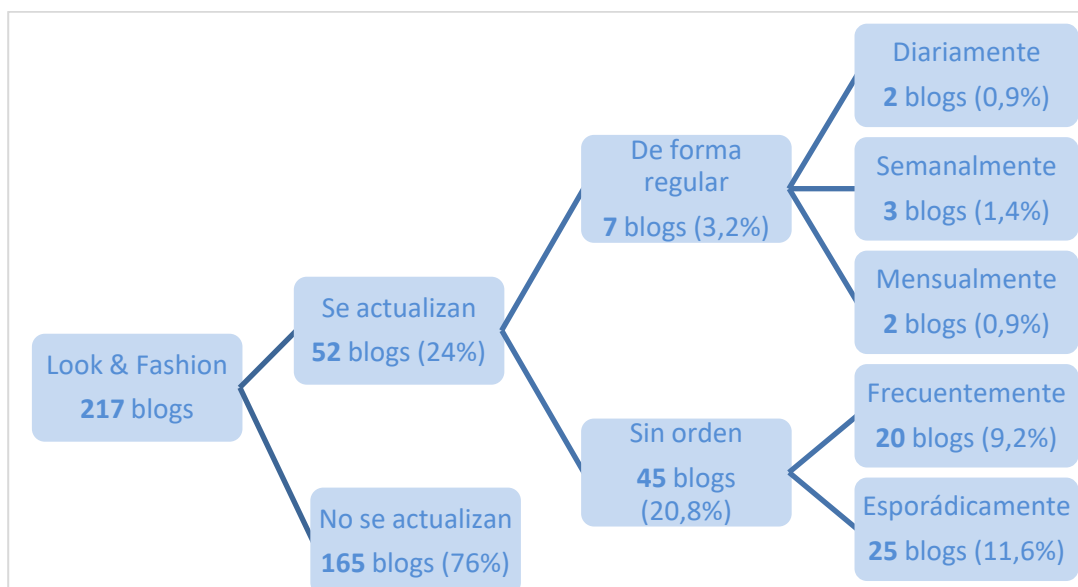 Look & Fashion
217 blogs
Se actualizan
52 blogs (24%)
No se actualizan
165 blogs (76%)
De forma
regular
7 blogs (3,2%)
Sin orden
45 blogs
(20,8%)
Diariamente
2 blogs (0,9%)
Semanalmente
3 blogs (1,4%)
Mensualmente
2 blogs (0,9%)
Frecuentemente
20 blogs (9,2%)
Esporádicamente
25 blogs (11,6%)